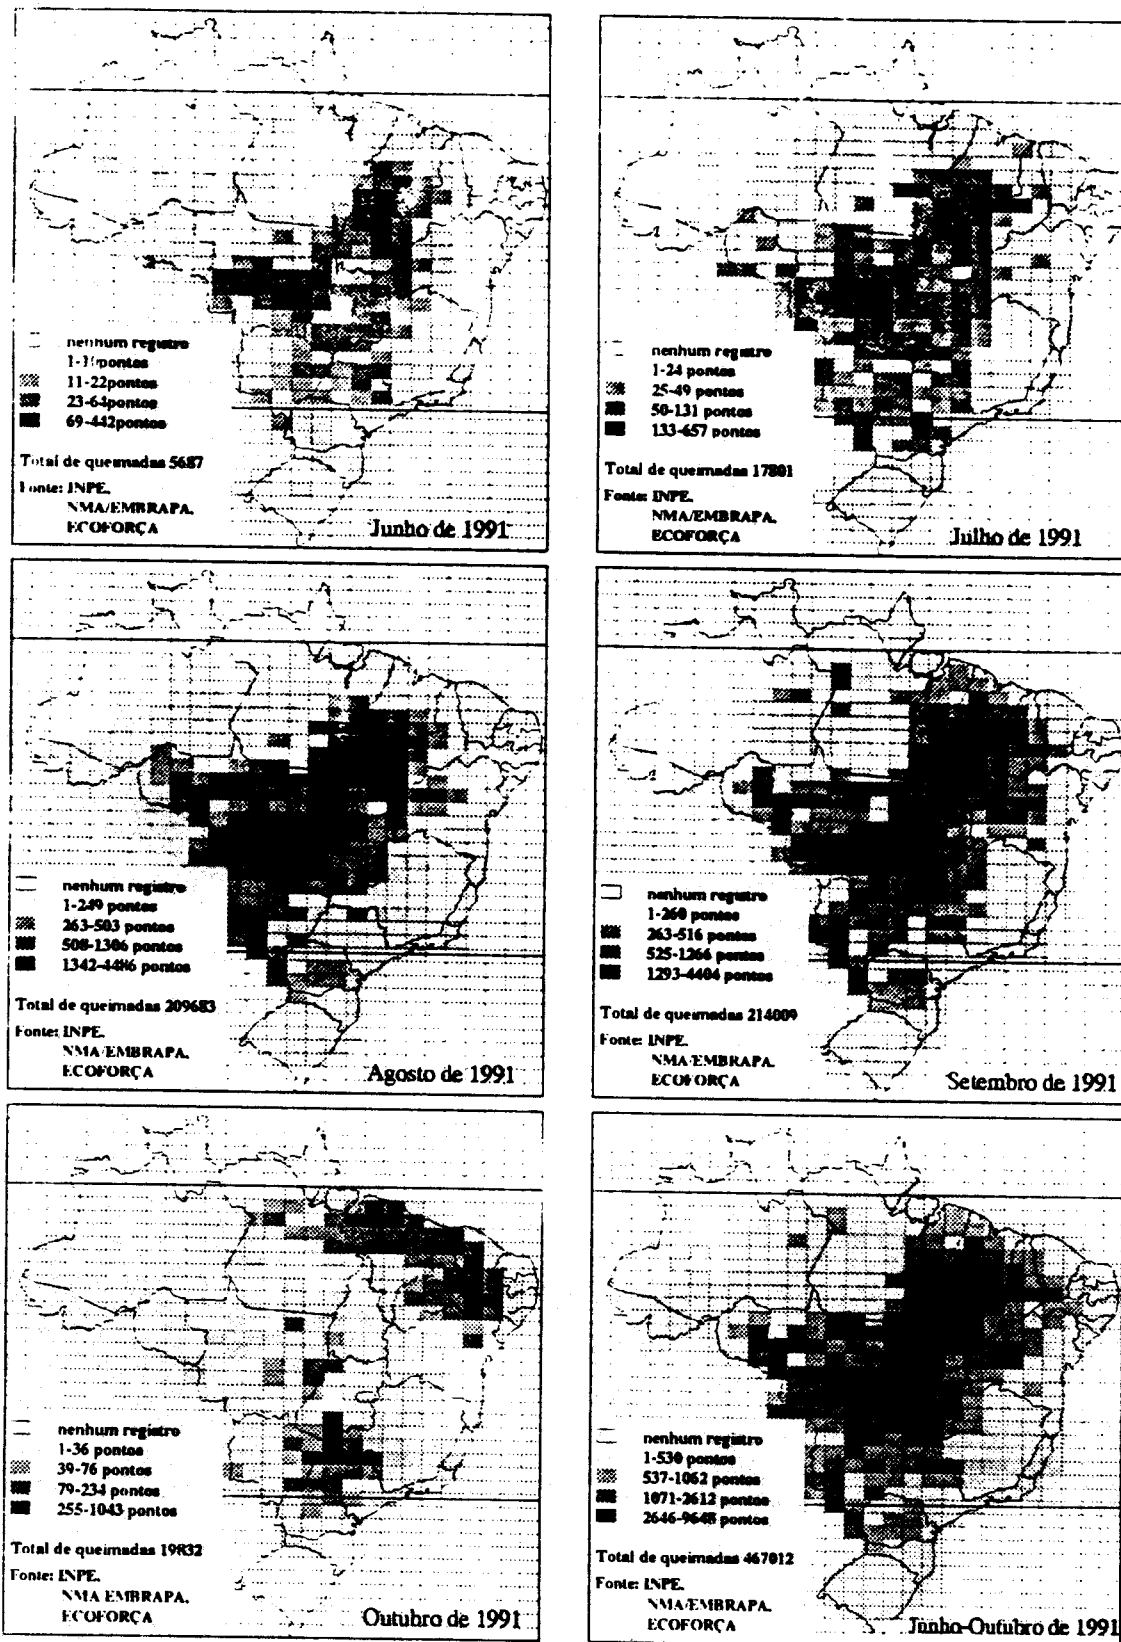 nenhum registro
pontos
11-22pontos
23-64pontos
69-442pontos
Total de queimadas 5687
Fonte: INPE.
NMA/EMBRAPA.
ECOFORÇA
Junho de 1991
nenhum registro
1-24 pontos
25-49 pontos
50-131 pontos
133-657 pontos
Total de queimadas 17801
Fonte: INPE.
NMA/EMBRAPA.
ECOFORÇA
Julho de 1991
nenhum registro
1-249 pontos
263-503 pontos
508-1306 pontos
1342-4486 pontos
Total de queimadas 209683
Fonte: INPE.
NMA/EMBRAPA.
ECOFORÇA
Agosto de 1991
nenhum registro
1-260 pontos
263-516 pontos
525-1266 pontos
1293-4404 pontos
Total de queimadas 214009
Fonte: INPE.
NMA/EMBRAPA.
ECOFORÇA
Setembro de 1991
nenhum registro
1-36 pontos
39-76 pontos
79-234 pontos
255-1043 pontos
Total de queimadas 19832
Fonte: INPE.
NMA EMBRAPA.
ECOFORÇA
Outubro de 1991
nenhum registro
1-530 pontos
537-1062 pontos
1071-2612 pontos
2646-9648 pontos
Total de queimadas 467012
Fonte: INPE.
NMA/EMBRAPA.
ECOFORÇA
Junho-Outubro de 1991